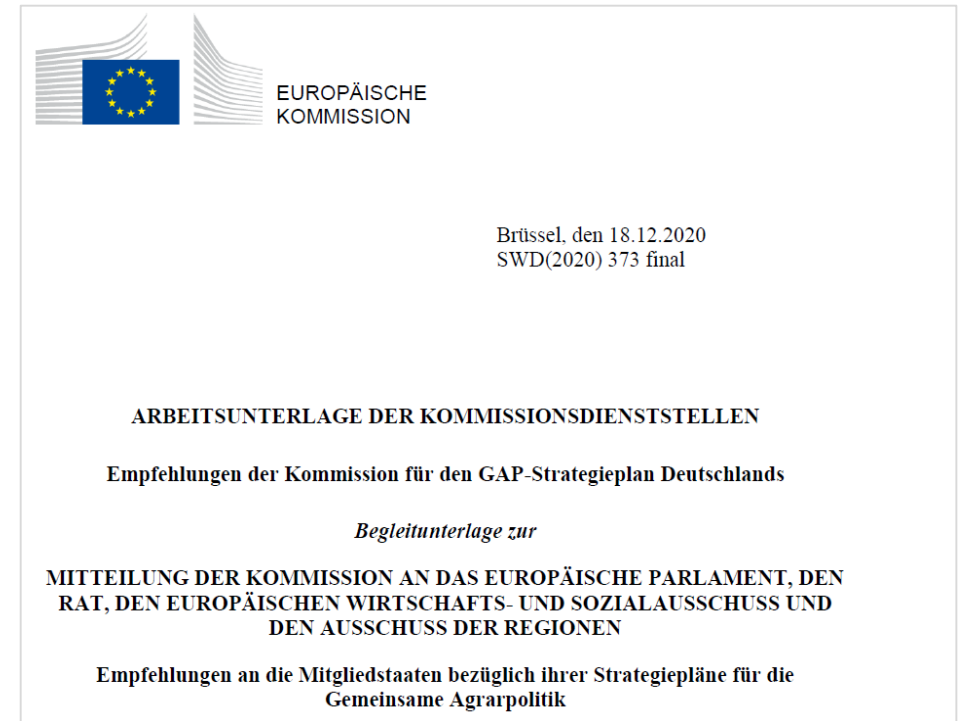 EUROPÄISCHE
KOMMISSION
Brüssel, den 18.12.2020
SWD(2020) 373 final
ARBEITSUNTERLAGE DER KOMMISSIONSDIENSTSTELLEN
Empfehlungen der Kommission für den GAP-Strategieplan Deutschlands
Begleitunterlage zur
MITTEILUNG DER KOMMISSION AN DAS EUROPÄISCHE PARLAMENT, DEN
RAT, DEN EUROPÄISCHEN WIRTSCHAFTS- UND SOZIALAUSSCHUSS UND
DEN AUSSCHUSS DER REGIONEN
Empfehlungen an die Mitgliedstaaten bezüglich ihrer Strategiepläne für die
Gemeinsame Agrarpolitik